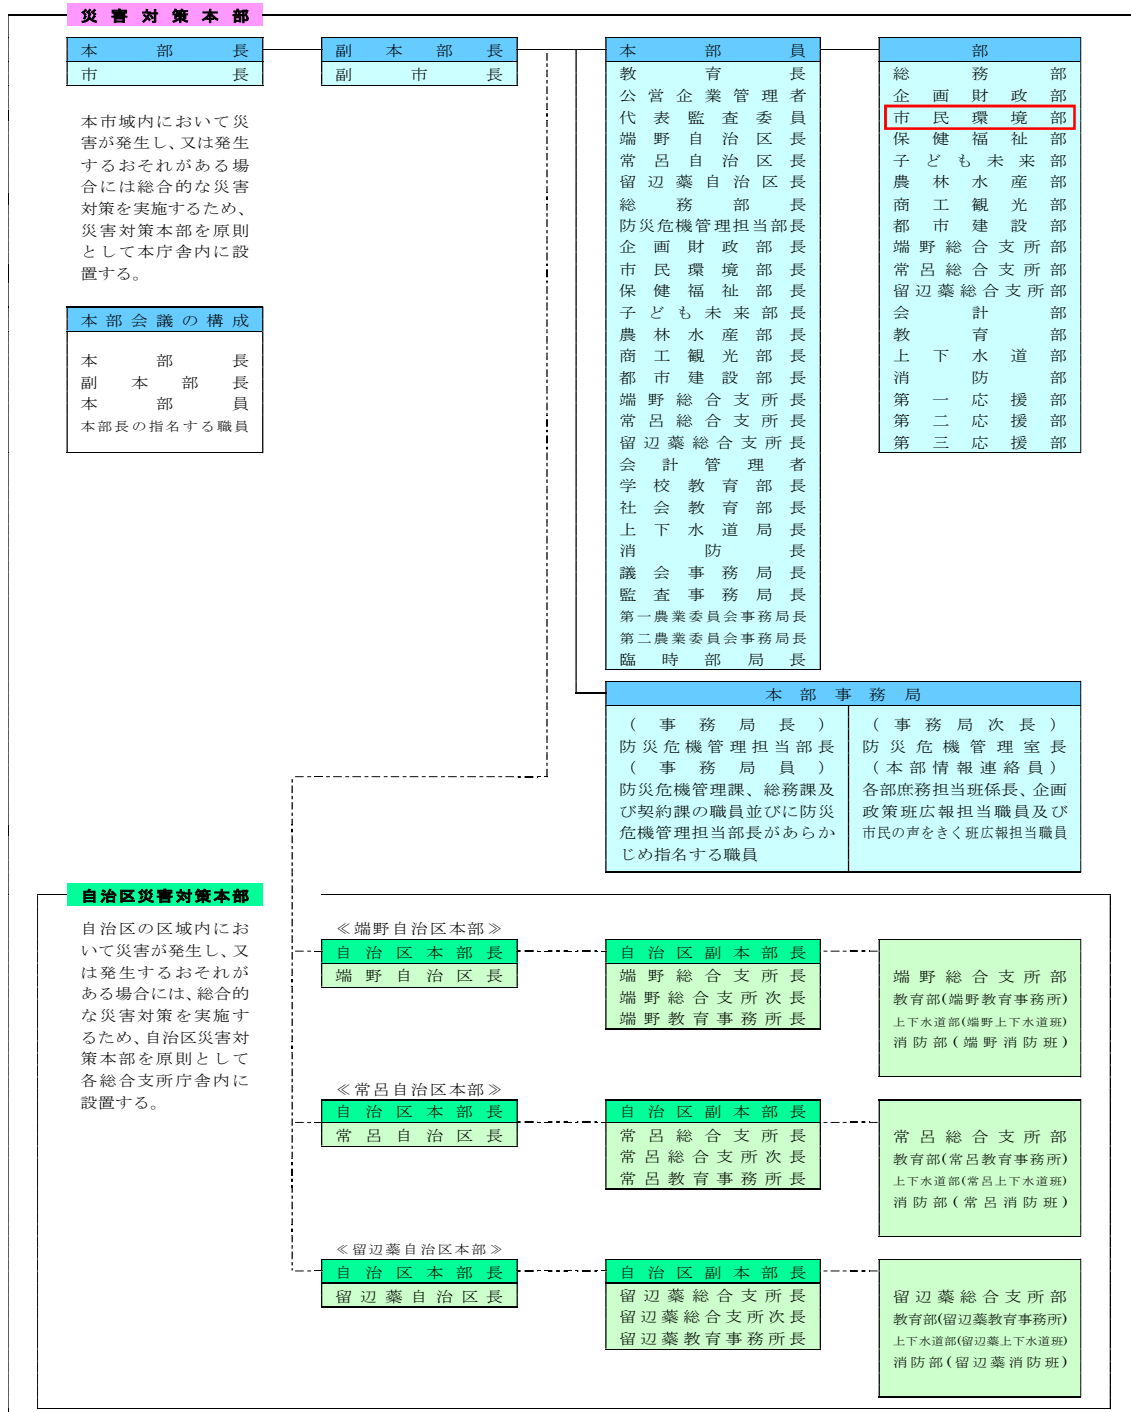 災害対策本部
本部長
市長
副本部長
副市長
本市域内において災
害が発生し、又は発生
するおそれがある場
合には総合的な災害
対策を実施するため、
災害対策本部を原則
として本庁舎内に設
置する。
本部会議の構成
本部長
副本部長
本部員
本部長の指名する職員
本部員
教育長
公営企業管理者
代表監査委員
端野自治区長
常呂自治区長
留辺蘂自治区長
総務部長
防災危機管理担当部長
企画財政部長
市民環境部長
保健福祉部長
子ども未来部長
農林水産部長
商工観光部長
都市建設部長
端野総合支所長
常呂総合支所長
留辺蘂総合支所長
会計管理者
学校教育部長
社会教育部長
上下水道局長
消防長
議会事務局長
監査事務局長
第一農業委員会事務局長
第二農業委員会事務局長
臨時部局長
部
総務部
企画財政部
市民環境部
保健福祉部
子ども未来部
農林水産部
商工観光部
都市建設部
端野総合支所部
常呂総合支所部
留辺蘂総合支所部
会計部
教育部
上下水道部
消防部
第一応援部
第二応援部
第三応援部
本部事務局
(事務局長)
防災危機管理担当部長
(事務局員)
防災危機管理課、総務課及
び契約課の職員並びに防災
危機管理担当部長があらか
じめ指名する職員
(事務局次長)
防災危機管理室長
(本部情報連絡員)
各部庶務担当班係長、企画
政策班広報担当職員及び
市民の声をきく班広報担当職員
自治区災害対策本部
自治区の区域内にお
いて災害が発生し、又
は発生するおそれが
ある場合には、総合的
な災害対策を実施す
るため、自治区災害対
策本部を原則として
各総合支所庁舎内に
設置する。
≪端野自治区本部≫
自治区本部長
端野自治区長
自治区副本部長
端野総合支所長
端野総合支所次長
端野教育事務所長
端野総合支所部
教育部(端野教育事務所)
上下水道部(端野上下水道班)
消防部(端野消防班)
≪常呂自治区本部≫
自治区本部長
常呂自治区長
自治区副本部長
常呂総合支所長
常呂総合支所次長
常呂教育事務所長
常呂総合支所部
教育部(常呂教育事務所)
上下水道部(常呂上下水道班)
消防部(常呂消防班)
≪留辺蘂自治区本部≫
自治区本部長
留辺蘂自治区長
自治区副本部長
留辺蘂総合支所長
留辺蘂総合支所次長
留辺蘂教育事務所長
留辺蘂総合支所部
教育部(留辺蘂教育事務所)
上下水道部(留辺蘂上下水道班)
消防部(留辺蘂消防班)